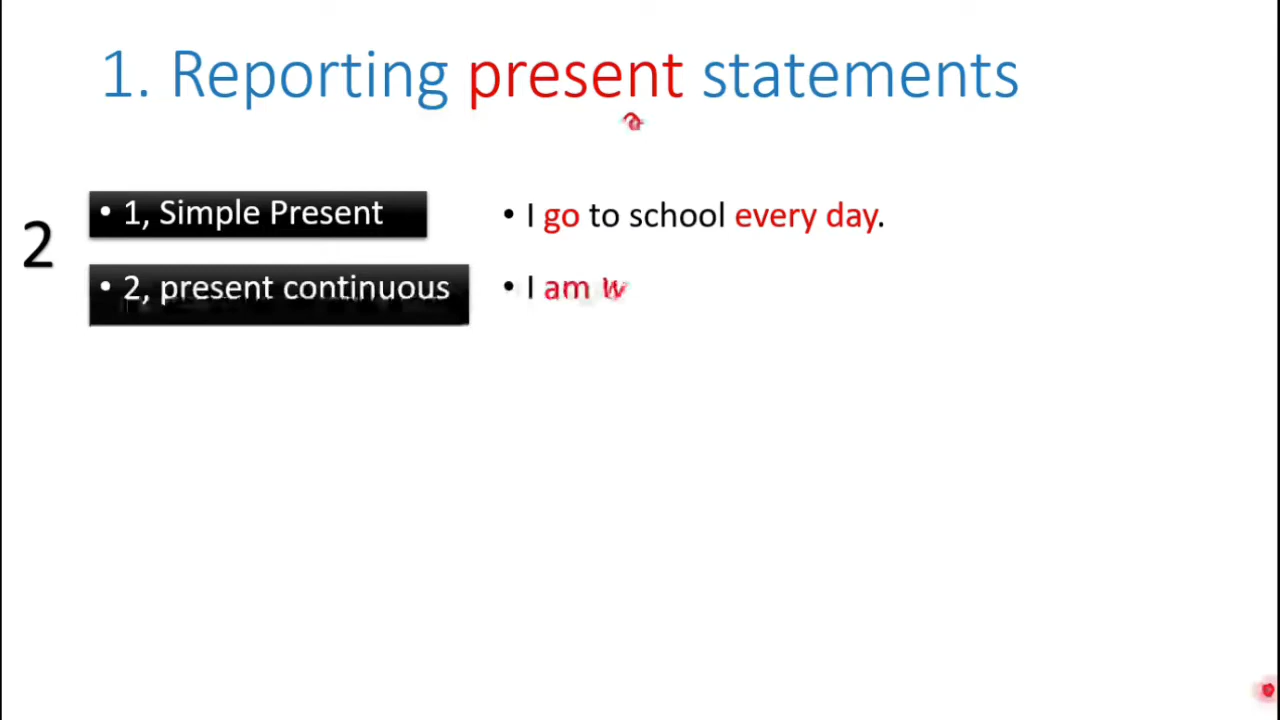 1. Reporting present statements
2
• 1, Simple Present
• I go to school every day.
• 2, present continuous
• I am w